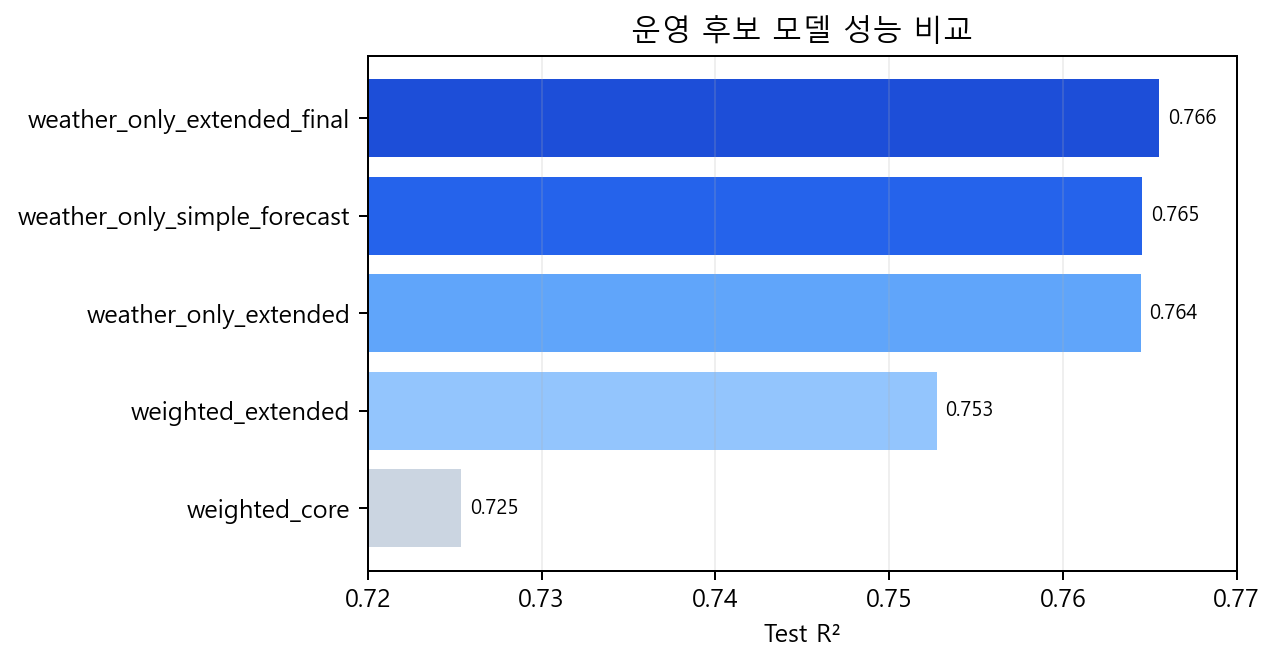 운영 후보 모델 성능 비교
weather_only_extended_final
0.766
weather_only_simple_forecast
0.765
weather_only_extended
0.764
weighted_extended
0.753
weighted_core
0.725
0.72 0.73 0.74 0.75 0.76 0.77
Test R²